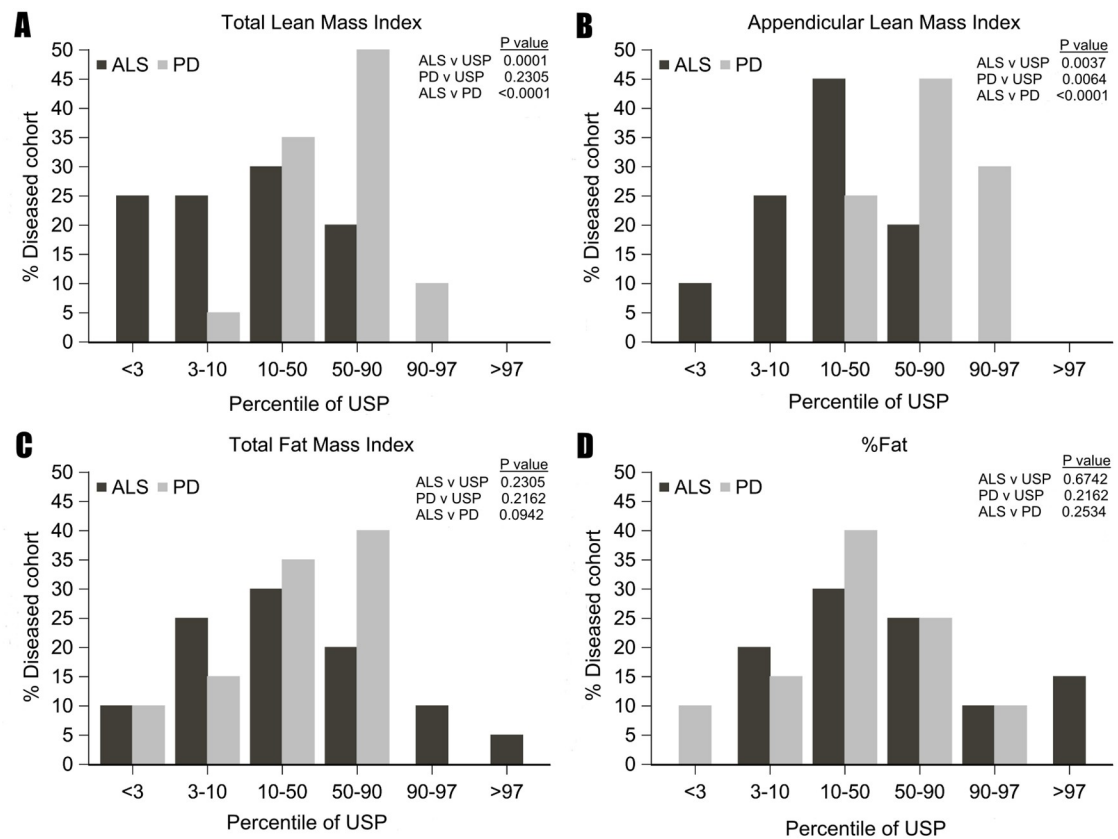 A
Total Lean Mass Index
P value
ALS v USP 0.0001
PD v USP 0.2305
ALS v PD <0.0001
ALS PD
% Diseased cohort
50
45
40
35
30
25
20
15
10
5
0
<3 3-10 10-50 50-90 90-97 >97
Percentile of USP
B
Appendicular Lean Mass Index
P value
ALS v USP 0.0037
PD v USP 0.0064
ALS v PD <0.0001
ALS PD
% Diseased cohort
50
45
40
35
30
25
20
15
10
5
0
<3 3-10 10-50 50-90 90-97 >97
Percentile of USP
C
Total Fat Mass Index
P value
ALS v USP 0.2305
PD v USP 0.2162
ALS v PD 0.0942
ALS PD
% Diseased cohort
50
45
40
35
30
25
20
15
10
5
0
<3 3-10 10-50 50-90 90-97 >97
Percentile of USP
D
%Fat
P value
ALS v USP 0.6742
PD v USP 0.2162
ALS v PD 0.2534
ALS PD
% Diseased cohort
50
45
40
35
30
25
20
15
10
5
0
<3 3-10 10-50 50-90 90-97 >97
Percentile of USP